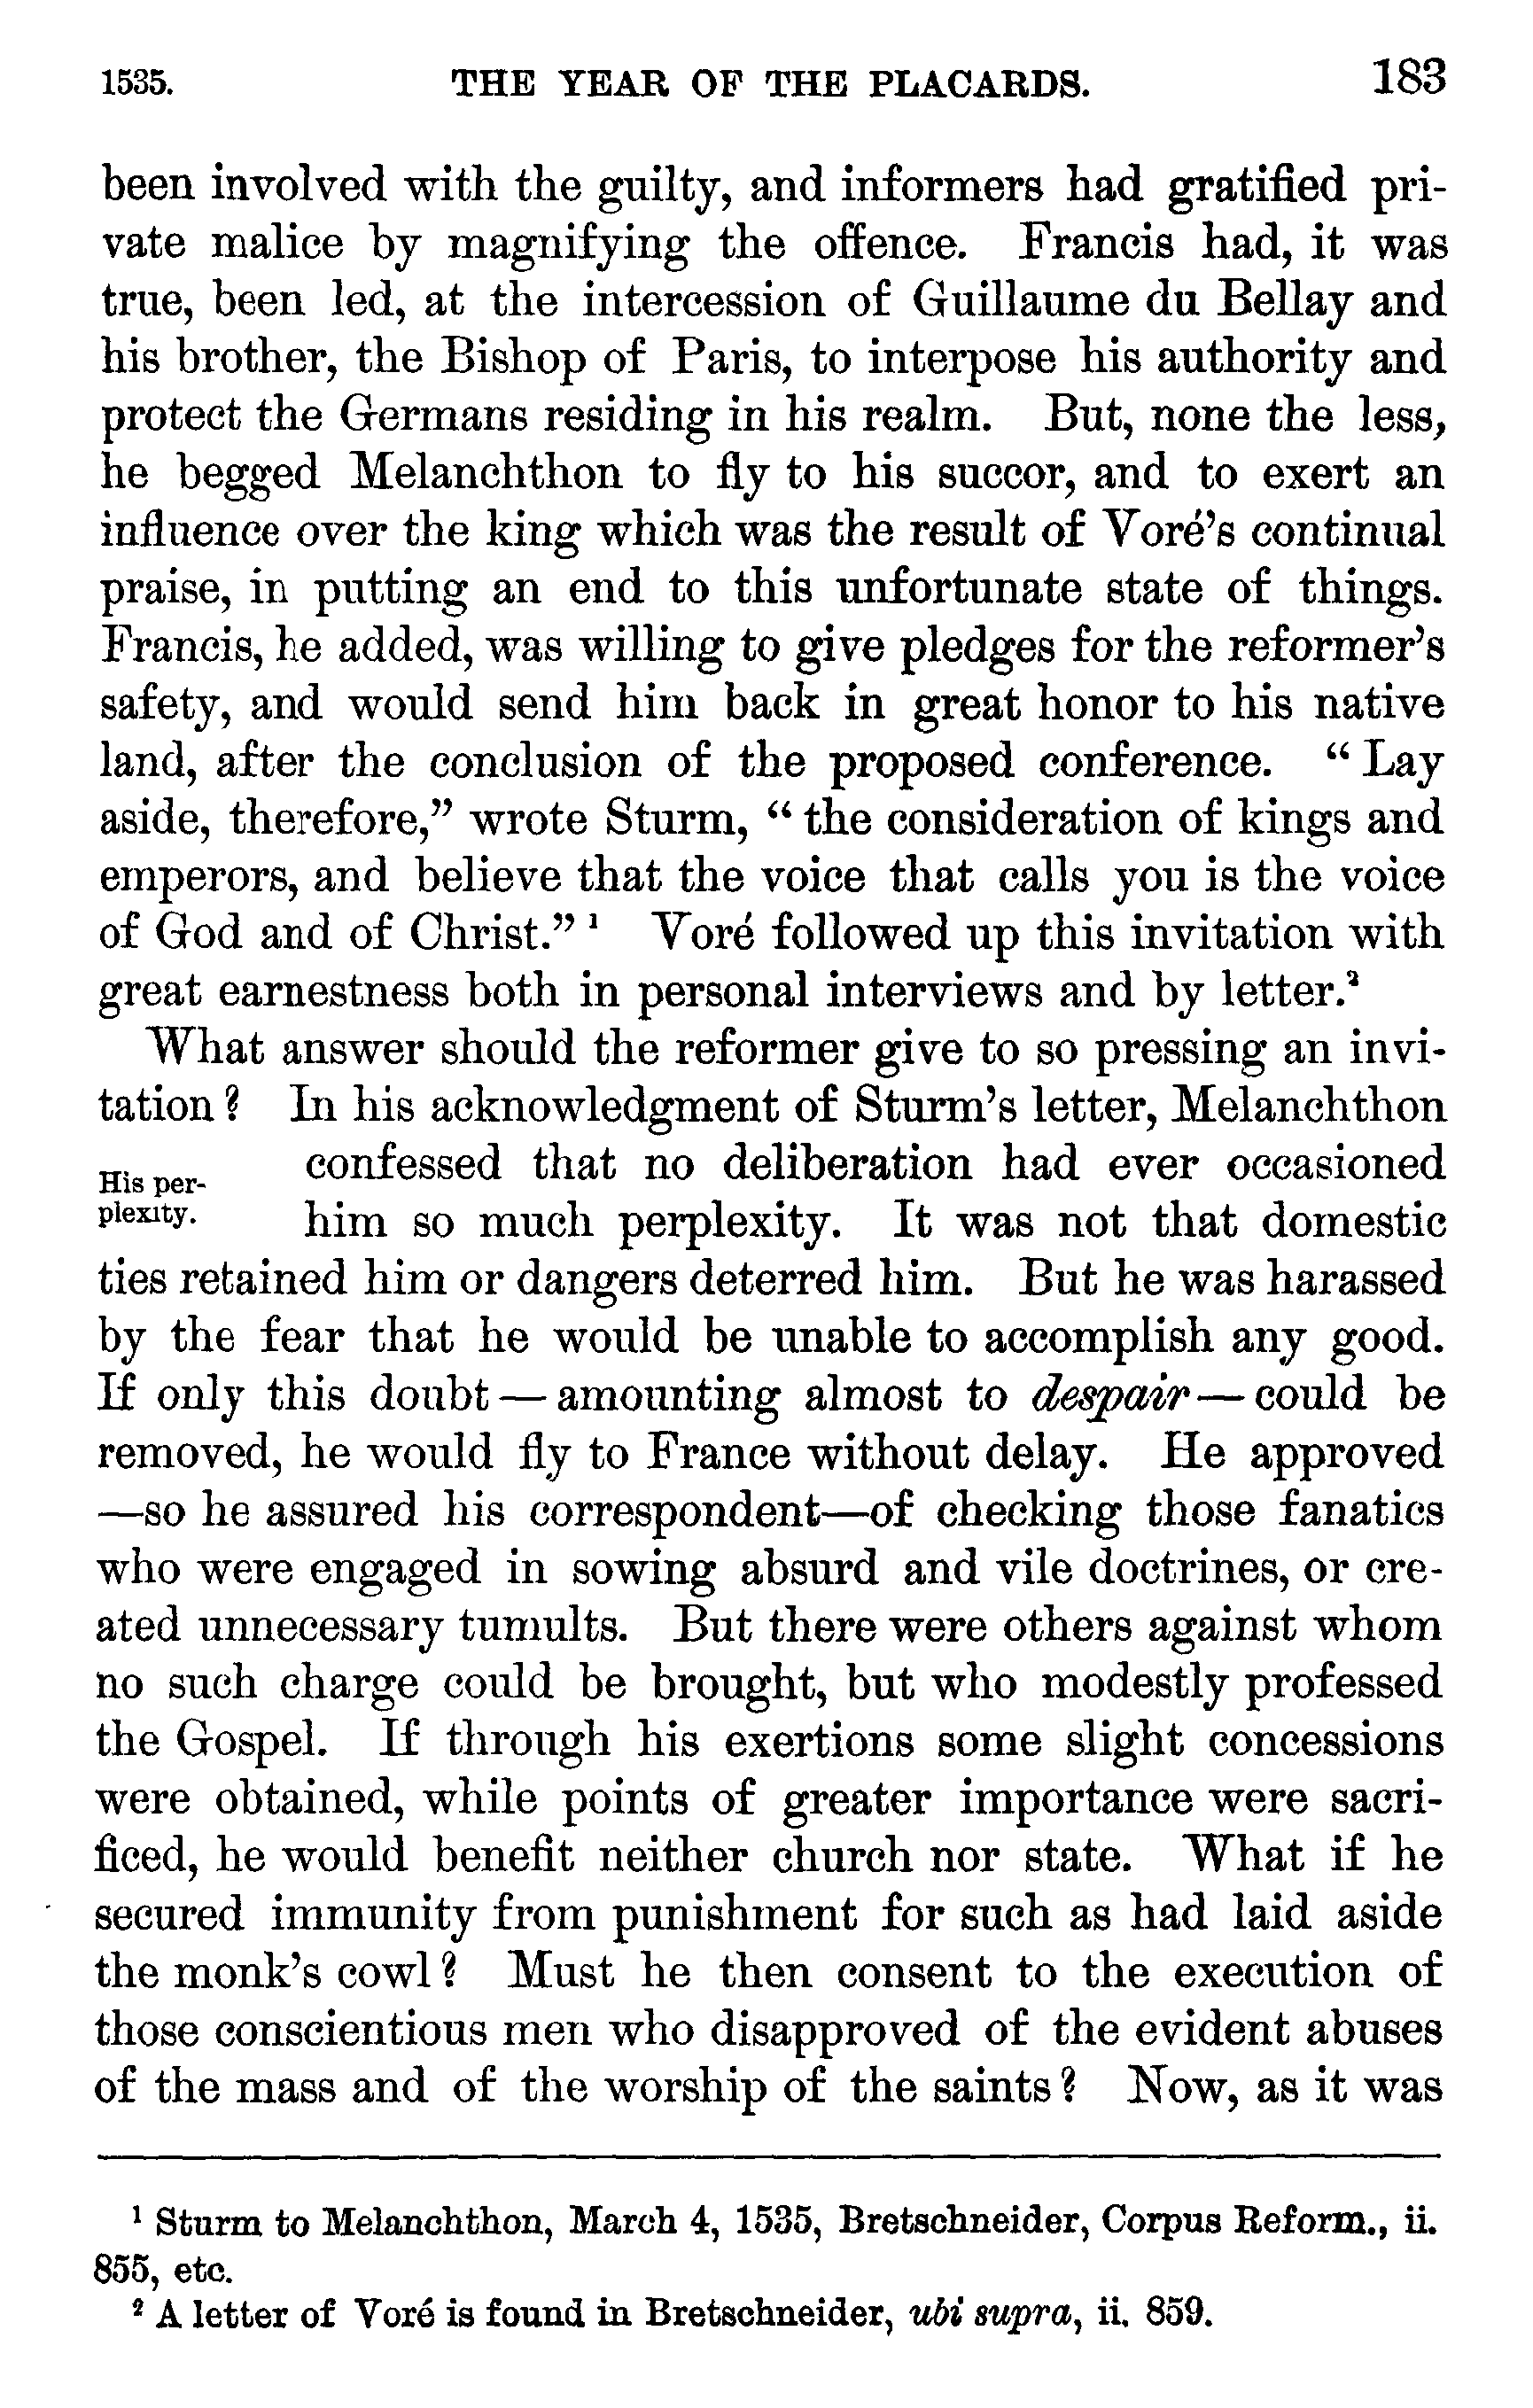 1535. THE YEAR OF THE PLACARDS. 183
been involved with the guilty, and informers had gratified pri-
vate malice by magnifying the offence. Francis had, it was
true, been led, at the intercession of Guillaume du Bellay and
his brother, the Bishop of Paris, to interpose his authority and
protect the Germans residing in his realm. But, none the less,
he begged Melanchthon to fly to his succor, and to exert an
influence over the king which was the result of Voré's continual
praise, in putting an end to this unfortunate state of things.
Francis, he added, was willing to give pledges for the reformer's
safety, and would send him back in great honor to his native
land, after the conclusion of the proposed conference. “ Lay
aside, therefore,” wrote Sturm, “ the consideration of kings and
emperors, and believe that the voice that calls you is the voice
of God and of Christ.” ¹ Voré followed up this invitation with
great earnestness both in personal interviews and by letter.²
What answer should the reformer give to so pressing an invi-
tation ? In his acknowledgment of Sturm's letter, Melanchthon
His per-
plexity.
confessed that no deliberation had ever occasioned
him so much perplexity. It was not that domestic
ties retained him or dangers deterred him. But he was harassed
by the fear that he would be unable to accomplish any good.
If only this doubt — amounting almost to despair — could be
removed, he would fly to France without delay. He approved
—so he assured his correspondent—of checking those fanatics
who were engaged in sowing absurd and vile doctrines, or cre-
ated unnecessary tumults. But there were others against whom
no such charge could be brought, but who modestly professed
the Gospel. If through his exertions some slight concessions
were obtained, while points of greater importance were sacri-
ficed, he would benefit neither church nor state. What if he
secured immunity from punishment for such as had laid aside
the monk's cowl ? Must he then consent to the execution of
those conscientious men who disapproved of the evident abuses
of the mass and of the worship of the saints ? Now, as it was
¹ Sturm to Melanchthon, March 4, 1535, Bretschneider, Corpus Reform., ii.
855, etc.
² A letter of Voré is found in Bretschneider, ubi supra, ii. 859.